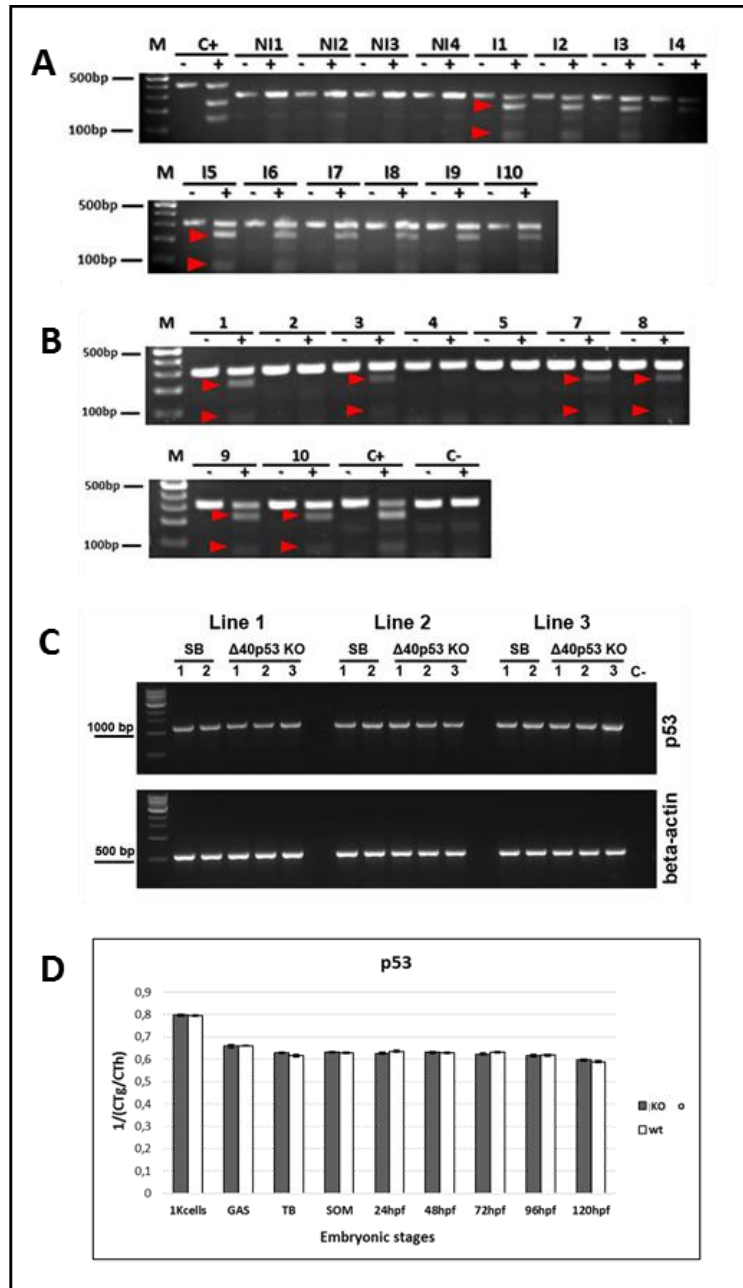 A
M C+ NI1 NI2 NI3 NI4 I1 I2 I3 I4
- + - + - + - + - + - + - + - + - +
500bp
100bp
M I5 I6 I7 I8 I9 I10
- + - + - + - + - + - +
500bp
100bp
B
M 1 2 3 4 5 7 8
- + - + - + - + - + - + - +
500bp
100bp
M 9 10 C+ C-
- + - + - + - +
500bp
100bp
C
Line 1 Line 2 Line 3
SB Δ40p53 KO SB Δ40p53 KO SB Δ40p53 KO
1 2 1 2 3 1 2 1 2 3 1 2 1 2 3 C-
1000 bp
p53
500 bp
beta-actin
D
p53
1/(CTg/CTh)
0,9
0,8
0,7
0,6
0,5
0,4
0,3
0,2
0,1
0
KO o
wt
1Kcells GAS TB SOM 24hpf 48hpf 72hpf 96hpf 120hpf
Embryonic stages